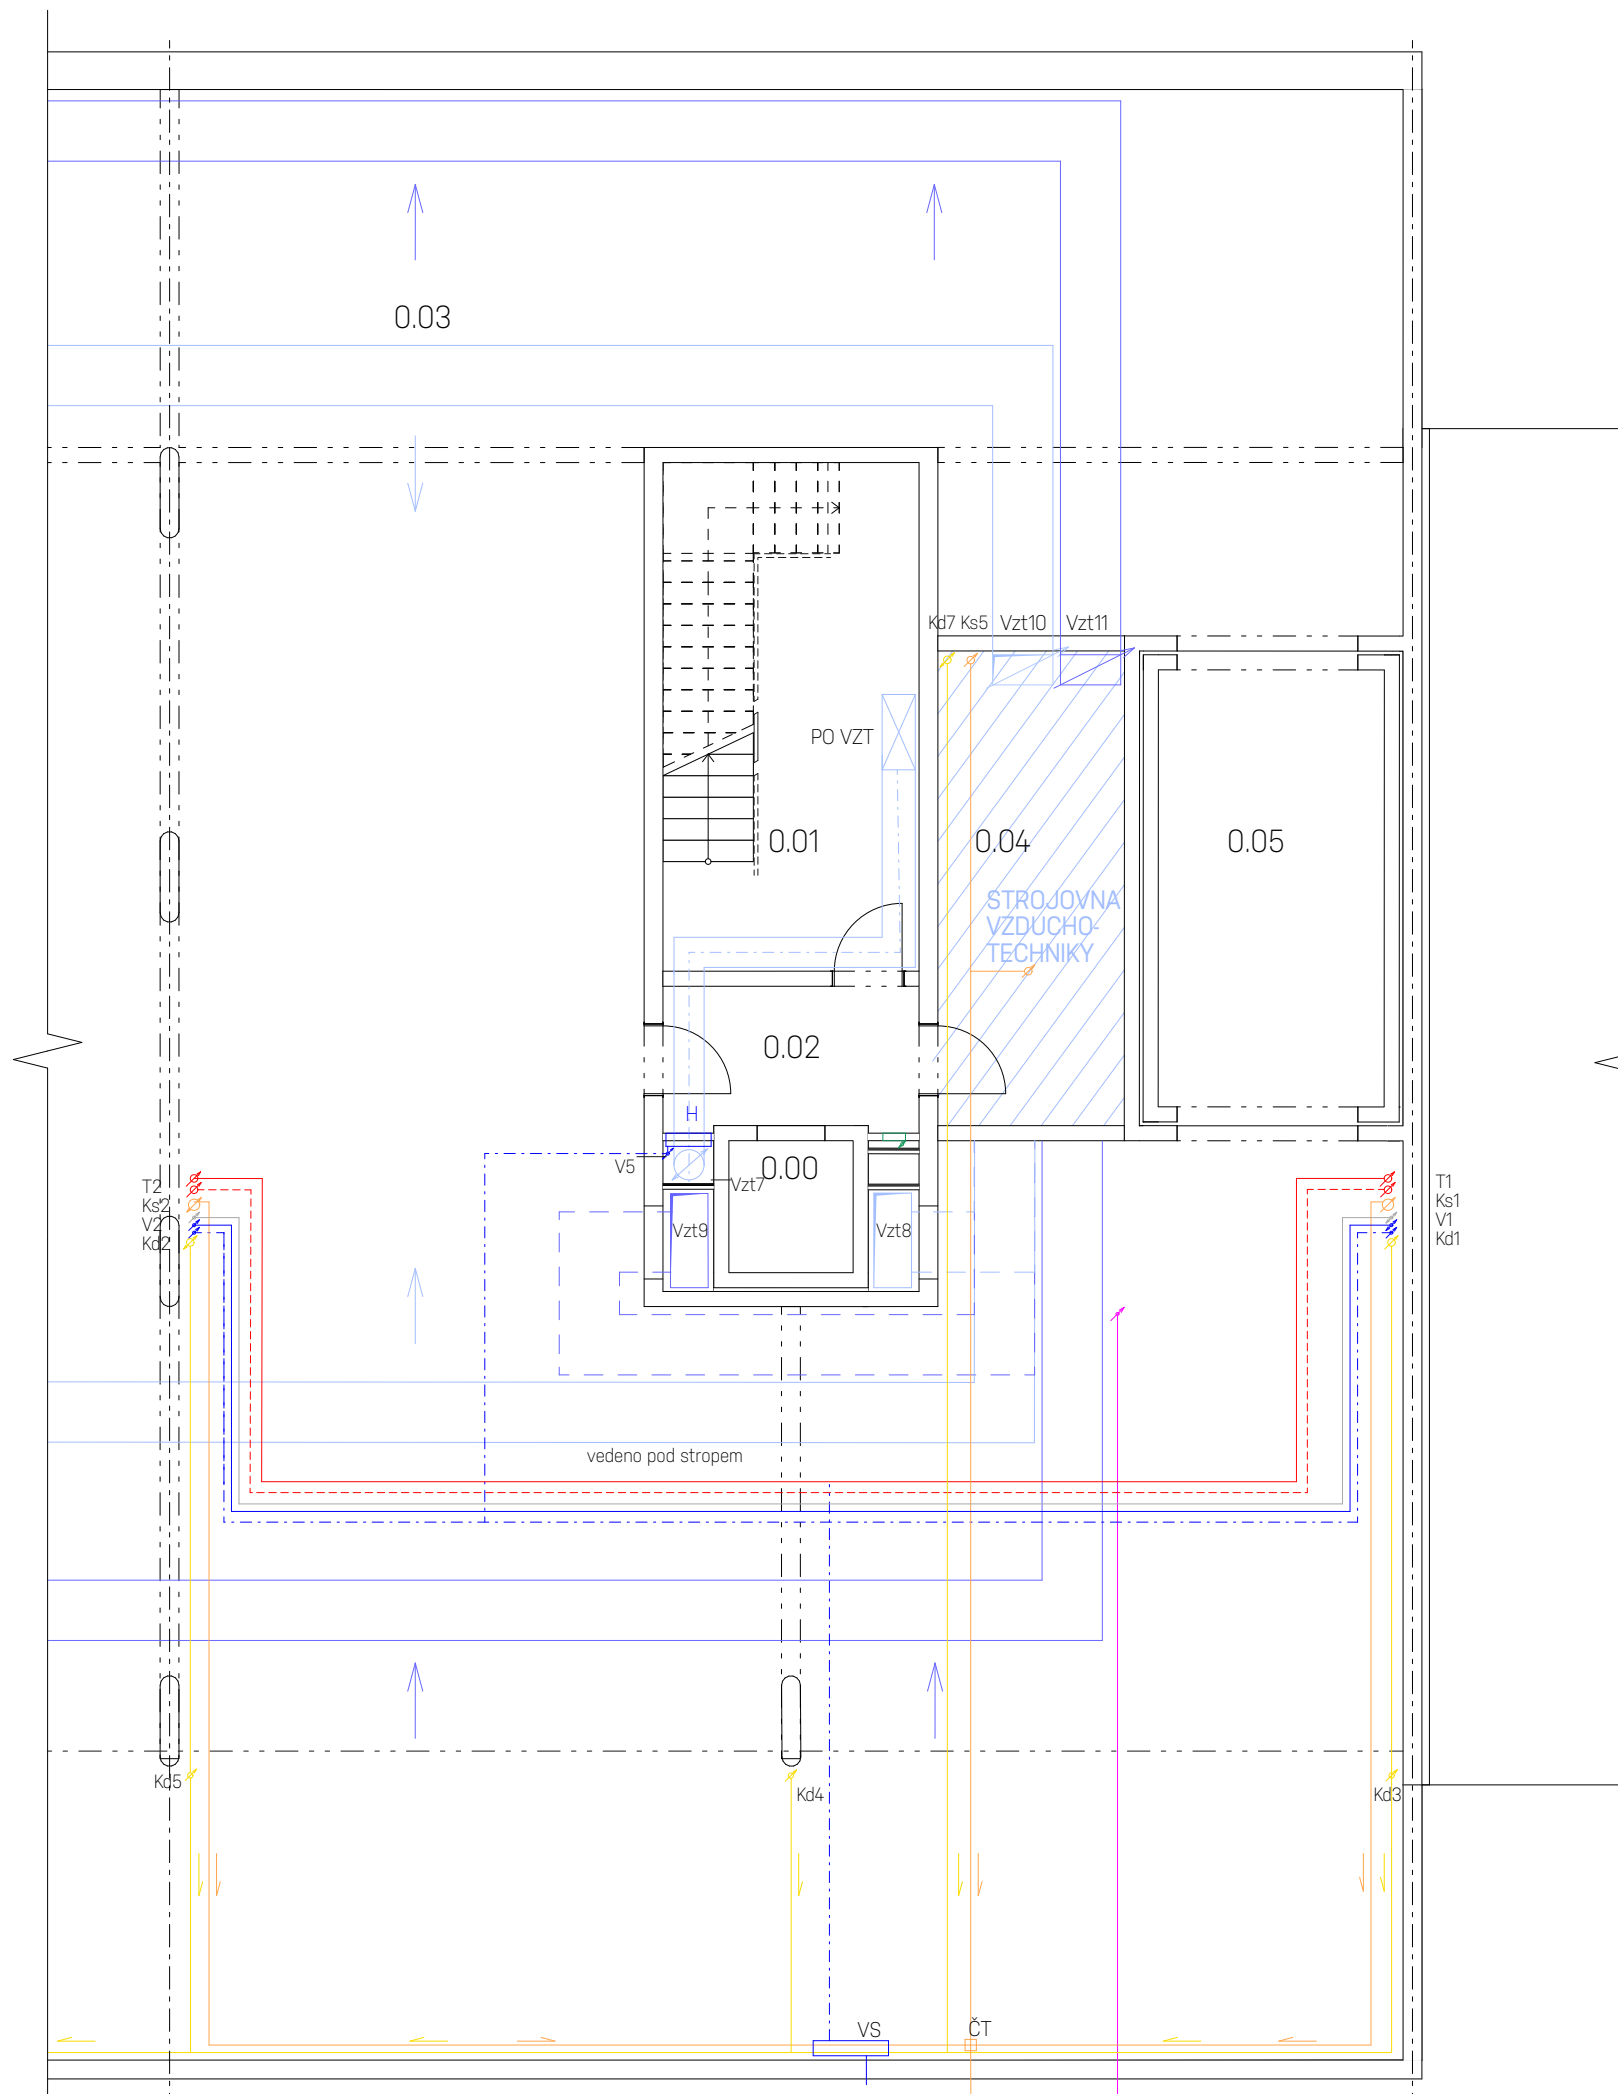 0.03
Kd7 Ks5 Vzt10 Vzt11
PO VZT
0.01
0.04
0.05
STROJOVNA
VZDUCHO-
TECHNIKY
0.02
H
V5
0.00
Vzt7
T2
Ks2
V2
Kd2
T1
Ks1
V1
Kd1
Vzt9
Vzt8
vedeno pod stropem
Kd5
Kd4
Kd3
VS
ČT